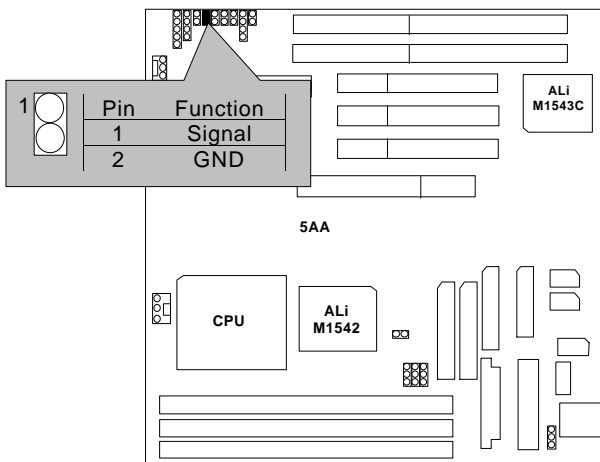 1
Pin Function
1 Signal
2 GND
ALi
M1543C
5AA
CPU
ALi
M1542